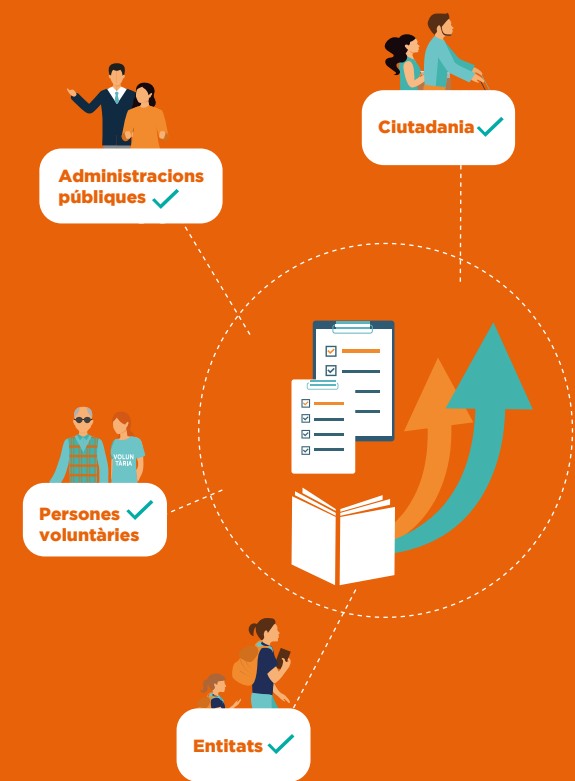 Ciutadania
Administracions
públiques
VOLUN
TÀRIA
Persones
voluntàries
Entitats